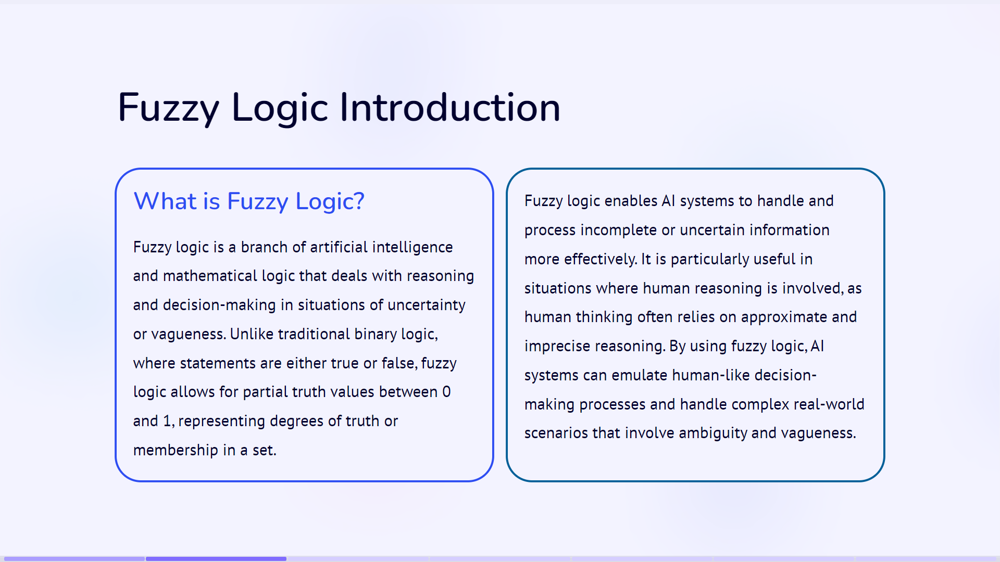 Fuzzy Logic Introduction
What is Fuzzy Logic?
Fuzzy logic is a branch of artificial intelligence
and mathematical logic that deals with reasoning
and decision-making in situations of uncertainty
or vagueness. Unlike traditional binary logic,
where statements are either true or false, fuzzy
logic allows for partial truth values between 0
and 1, representing degrees of truth or
membership in a set.
Fuzzy logic enables AI systems to handle and
process incomplete or uncertain information
more effectively. It is particularly useful in
situations where human reasoning is involved, as
human thinking often relies on approximate and
imprecise reasoning. By using fuzzy logic, AI
systems can emulate human-like decision-
making processes and handle complex real-world
scenarios that involve ambiguity and vagueness.